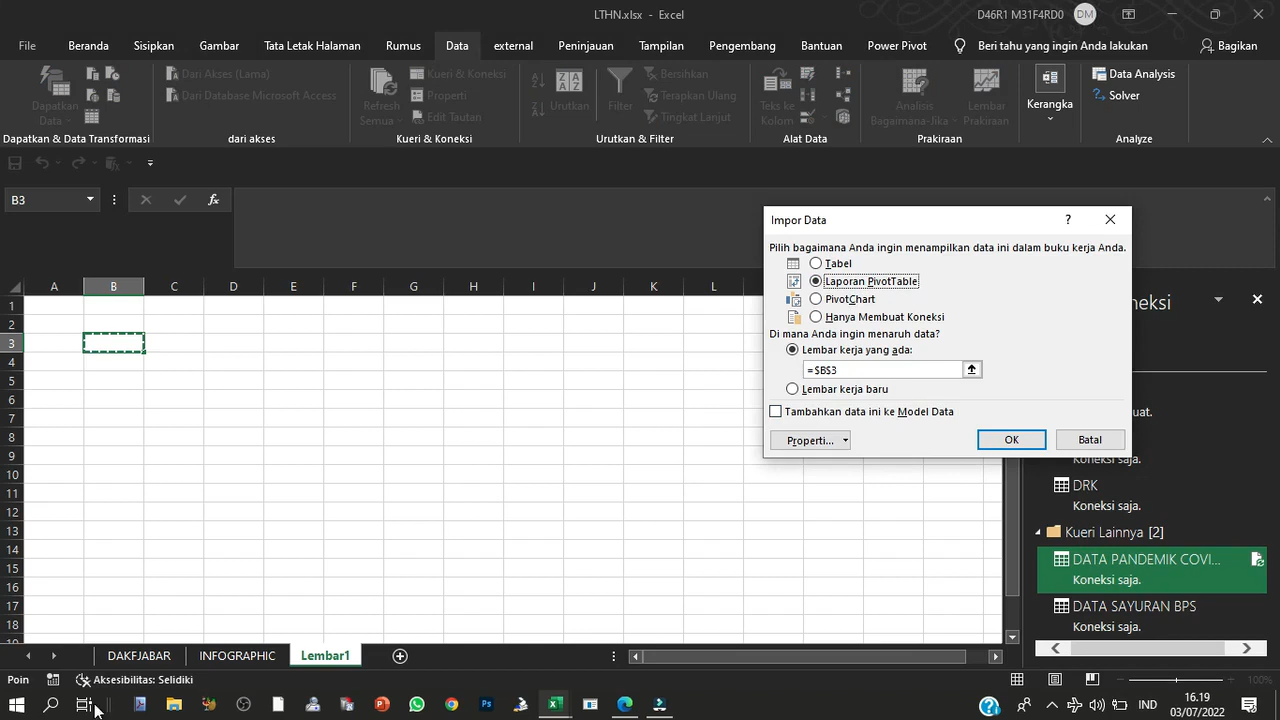 LTHN.xlsx - Excel
D46R1 M31F4RD0 DM
File Beranda Sisipkan Gambar Tata Letak Halaman Rumus Data external Peninjauan Tampilan Pengembang Bantuan Power Pivot Beri tahu yang ingin Anda lakukan Bagikan
Dapatkan Data
Dari Akses (Lama)
Dari Database Microsoft Access
Refresh Semua
Kueri & Koneksi
Properti
Edit Tautan
Urutkan
Filter
Bersihkan
Terapkan Ulang
Tingkat Lanjut
Teks ke Kolom
Analisis Bagaimana-Jika
Lembar Prakiraan
Kerangka
Data Analysis
Solver
Dapatkan & Data Transformasi dari akses Kueri & Koneksi Urutkan & Filter Alat Data Prakiraan Analyze
B3 fx
A B C D E F G H I J K L
1
2
3
4
5
6
7
8
9
10
11
12
13
14
15
16
17
18
Impor Data ?
Pilih bagaimana Anda ingin menampilkan data ini dalam buku kerja Anda.
Tabel
Laporan PivotTable
PivotChart
Hanya Membuat Koneksi
Di mana Anda ingin menaruh data?
Lembar kerja yang ada:
=$B$3
Lembar kerja baru
Tambahkan data ini ke Model Data
Properti... OK Batal
Koneksi saja.
DRK
Koneksi saja.
Kueri Lainnya [2]
DATA PANDEMIK COVI...
Koneksi saja.
DATA SAYURAN BPS
Koneksi saja.
DAKFJABAR INFOGRAPHIC Lembar1
Poin Aksesibilitas: Selidiki 100%
IND 16.19
03/07/2022